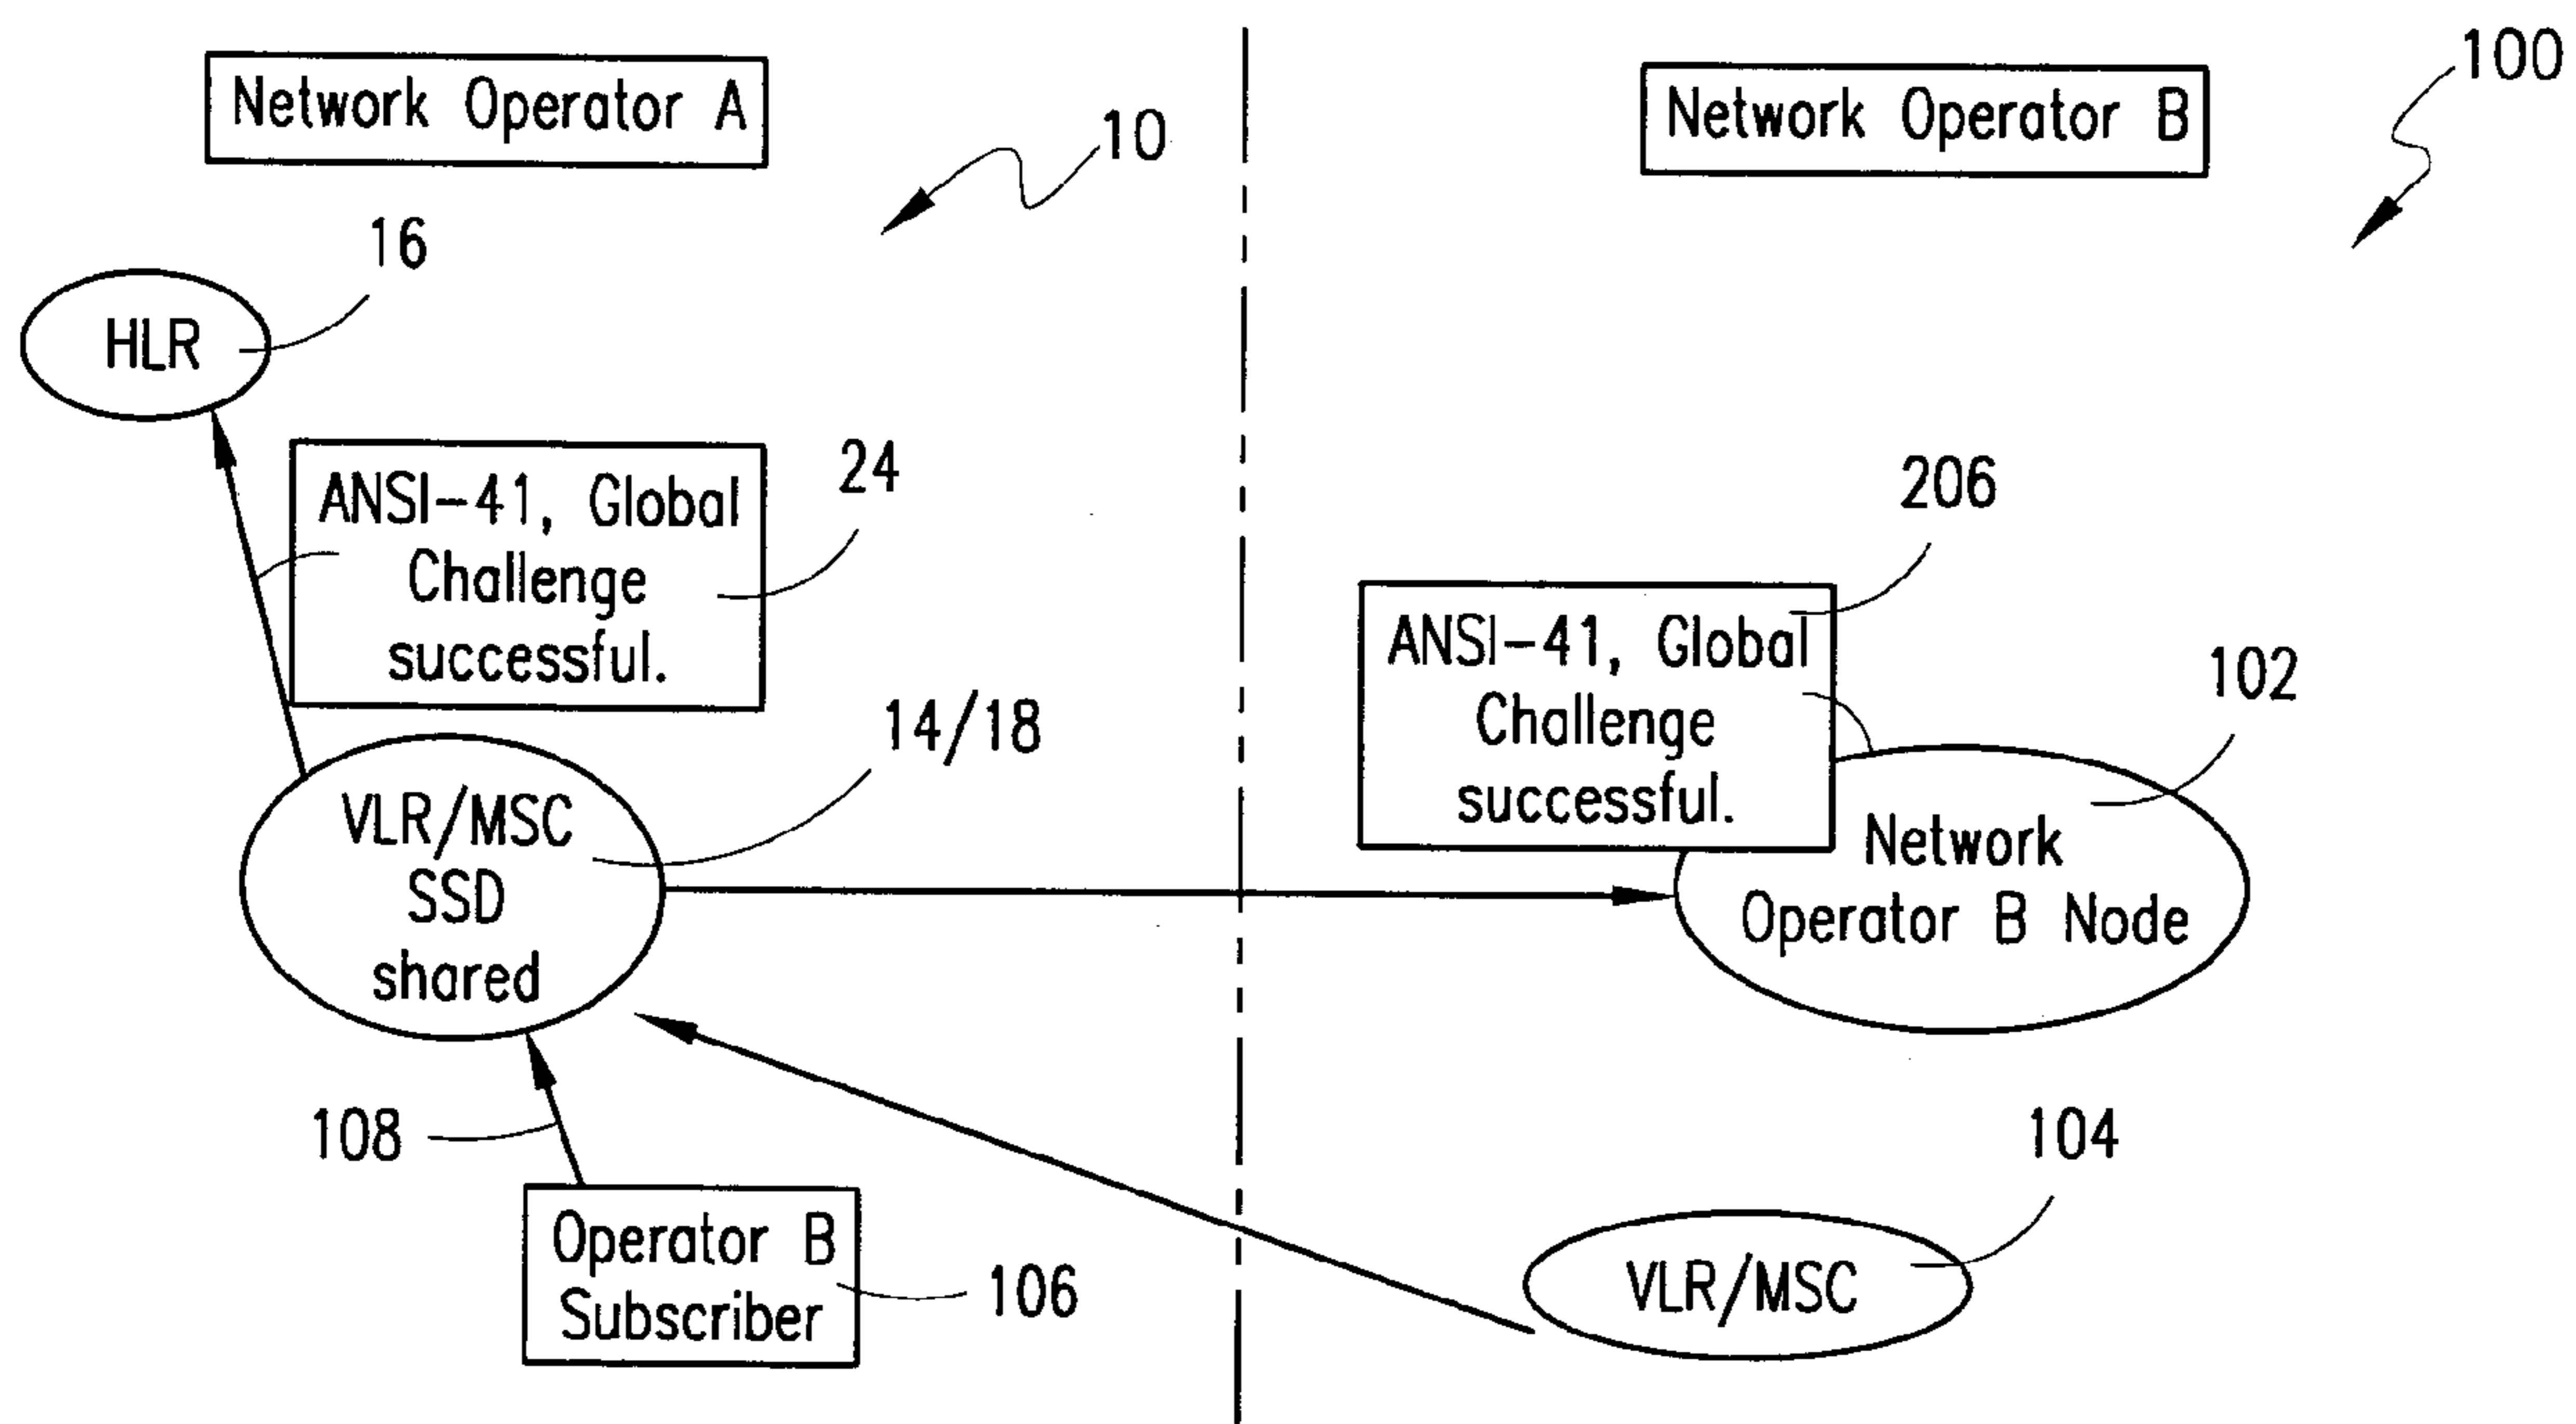 Network Operator A
10
Network Operator B
100
16
HLR
ANSI-41, Global
Challenge
successful.
24
206
ANSI-41, Global
Challenge
successful.
102
14/18
VLR/MSC
SSD
shared
Network
Operator B Node
108
104
Operator B
Subscriber
106
VLR/MSC